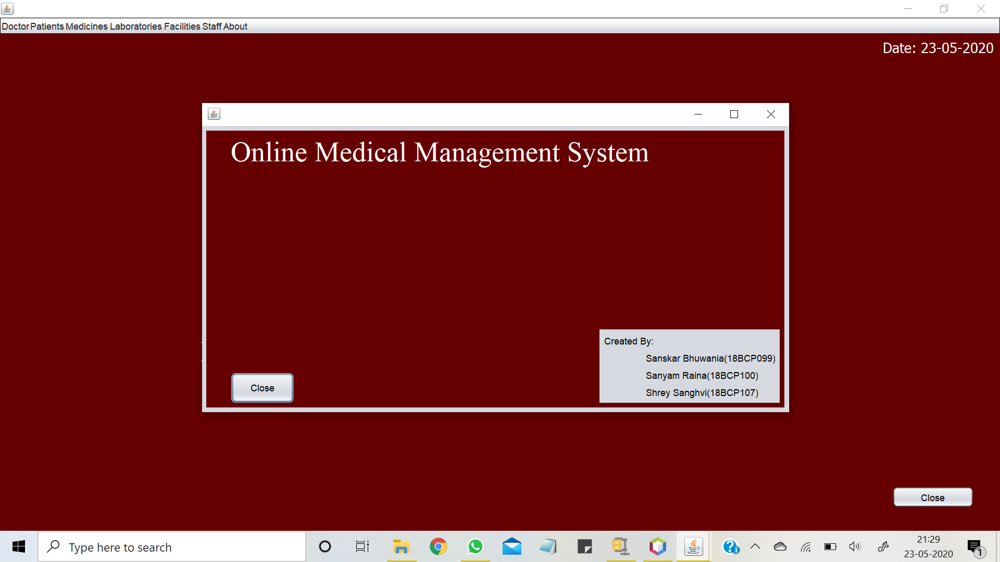 Doctor Patients Medicines Laboratories Facilities Staff About
Date: 23-05-2020
Online Medical Management System
Created By:
Sanskar Bhuwania(18BCP099)
Sanyam Raina(18BCP100)
Shrey Sanghvi(18BCP107)
Close
Close
Type here to search
21:29
23-05-2020
1